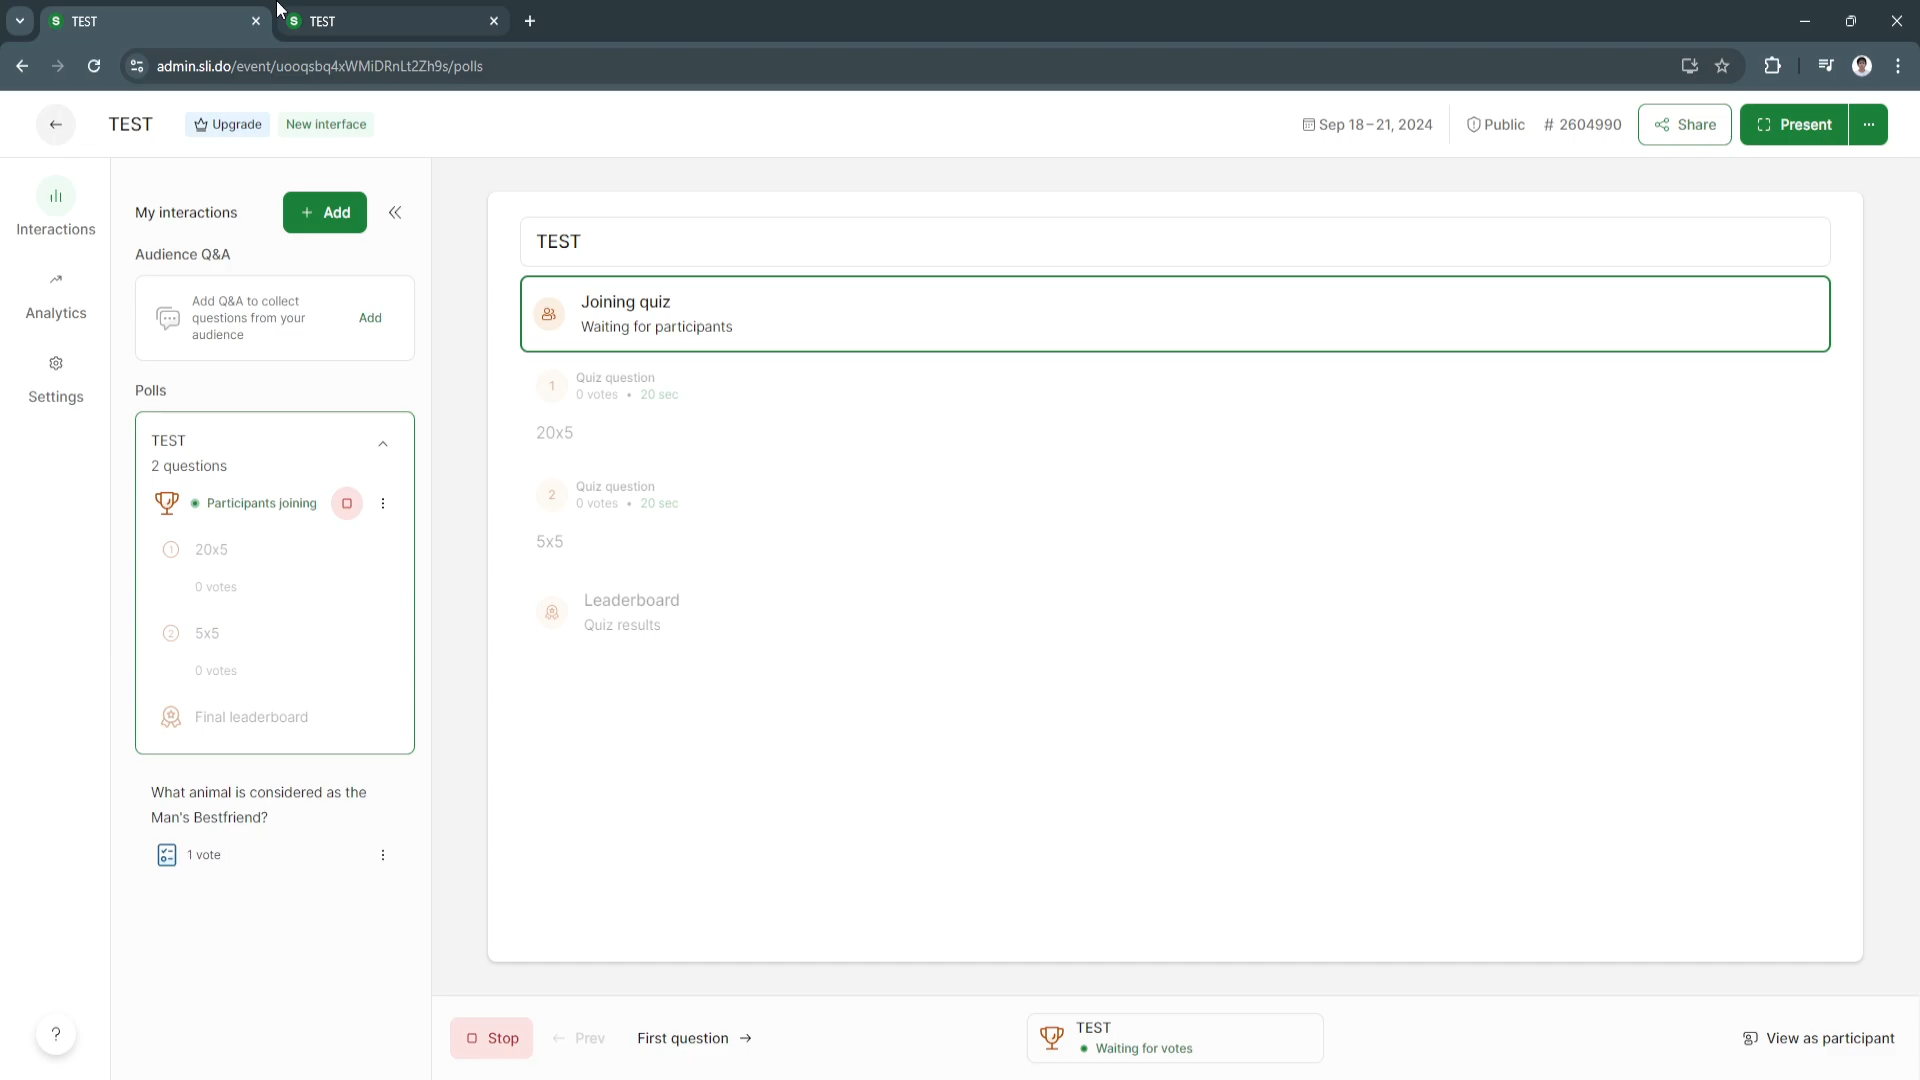 TEST
TEST
admin.sli.do/event/uooqsbq4xWMiDRnLt2Zh9s/polls
TEST
Upgrade
New interface
Sep 18–21, 2024
Public
# 2604990
Share
Present
Interactions
Analytics
Settings
My interactions
+ Add
Audience Q&A
Add Q&A to collect
questions from your
audience
Add
Polls
TEST
2 questions
Participants joining
1
20x5
0 votes
2
5x5
0 votes
Final leaderboard
What animal is considered as the
Man's Bestfriend?
1 vote
TEST
Joining quiz
Waiting for participants
1
Quiz question
0 votes • 20 sec
20x5
2
Quiz question
0 votes • 20 sec
5x5
Leaderboard
Quiz results
?
Stop
← Prev
First question →
TEST
Waiting for votes
View as participant